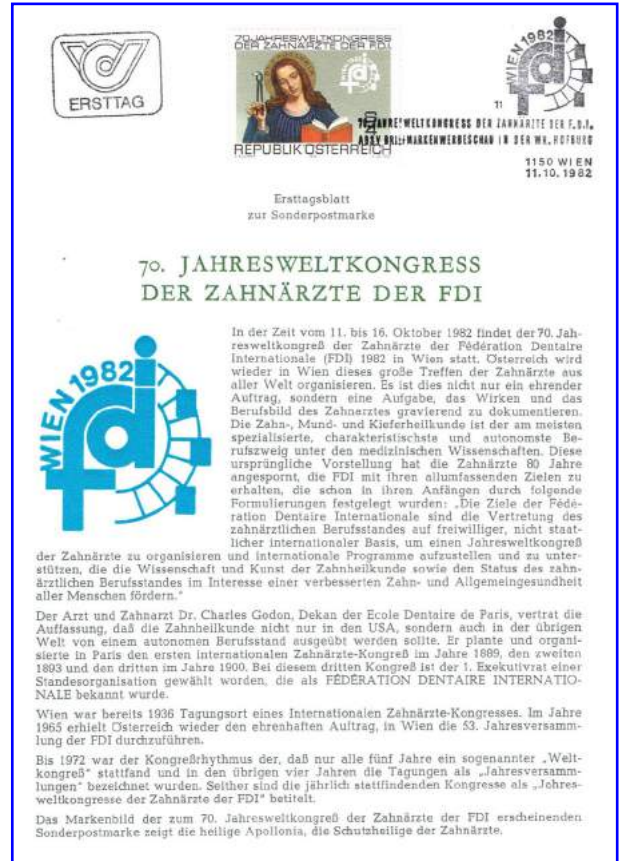 ERSTTAG
70. JAHRESWELTKONGRESS
DER ZAHNÄRZTE DER F.D.I.
REPUBLIK ÖSTERREICH
WIEN 1982
fdi
11
70. JAHRESWELTKONGRESS DER ZAHNÄRZTE DER F.D.I.
BRIEFMARKENWERBESCHAU IN DER WR. HOFBURG
1150 WIEN
11.10.1982
Ersttagsblatt
zur Sonderpostmarke
70. JAHRESWELTKONGRESS
DER ZAHNÄRZTE DER FDI
WIEN 1982
fdi
In der Zeit vom 11. bis 16. Oktober 1982 findet der 70. Jah-
resweltkongreß der Zahnärzte der Fédération Dentaire
Internationale (FDI) 1982 in Wien statt. Österreich wird
wieder in Wien dieses große Treffen der Zahnärzte aus
aller Welt organisieren. Es ist dies nicht nur ein ehrender
Auftrag, sondern eine Aufgabe, das Wirken und das
Berufsbild des Zahnarztes gravierend zu dokumentieren.
Die Zahn-, Mund- und Kieferheilkunde ist der am meisten
spezialisierte, charakteristischste und autonomste Be-
rufszweig unter den medizinischen Wissenschaften. Diese
ursprüngliche Vorstellung hat die Zahnärzte 80 Jahre
angespornt, die FDI mit ihren allumfassenden Zielen zu
erhalten, die schon in ihren Anfängen durch folgende
Formulierungen festgelegt wurden: „Die Ziele der Fédé-
ration Dentaire Internationale sind die Vertretung des
zahnärztlichen Berufsstandes auf freiwilliger, nicht staat-
licher internationaler Basis, um einen Jahresweltkongreß
der Zahnärzte zu organisieren und internationale Programme aufzustellen und zu unter-
stützen, die die Wissenschaft und Kunst der Zahnheilkunde sowie den Status des zahn-
ärztlichen Berufsstandes im Interesse einer verbesserten Zahn- und Allgemeingesundheit
aller Menschen fördern."
Der Arzt und Zahnarzt Dr. Charles Godon, Dekan der Ecole Dentaire de Paris, vertrat die
Auffassung, daß die Zahnheilkunde nicht nur in den USA, sondern auch in der übrigen
Welt von einem autonomen Berufsstand ausgeübt werden sollte. Er plante und organi-
sierte in Paris den ersten internationalen Zahnärzte-Kongreß im Jahre 1889, den zweiten
1893 und den dritten im Jahre 1900. Bei diesem dritten Kongreß ist der 1. Exekutivrat einer
Standesorganisation gewählt worden, die als FÉDÉRATION DENTAIRE INTERNATIO-
NALE bekannt wurde.
Wien war bereits 1936 Tagungsort eines Internationalen Zahnärzte-Kongresses. Im Jahre
1965 erhielt Österreich wieder den ehrenhaften Auftrag, in Wien die 53. Jahresversamm-
lung der FDI durchzuführen.
Bis 1972 war der Kongreßrhythmus der, daß nur alle fünf Jahre ein sogenannter „Welt-
kongreß" stattfand und in den übrigen vier Jahren die Tagungen als „Jahresversamm-
lungen" bezeichnet wurden. Seither sind die jährlich stattfindenden Kongresse als „Jahres-
weltkongresse der Zahnärzte der FDI" betitelt.
Das Markenbild der zum 70. Jahresweltkongreß der Zahnärzte der FDI erscheinenden
Sonderpostmarke zeigt die heilige Apollonia, die Schutzheilige der Zahnärzte.